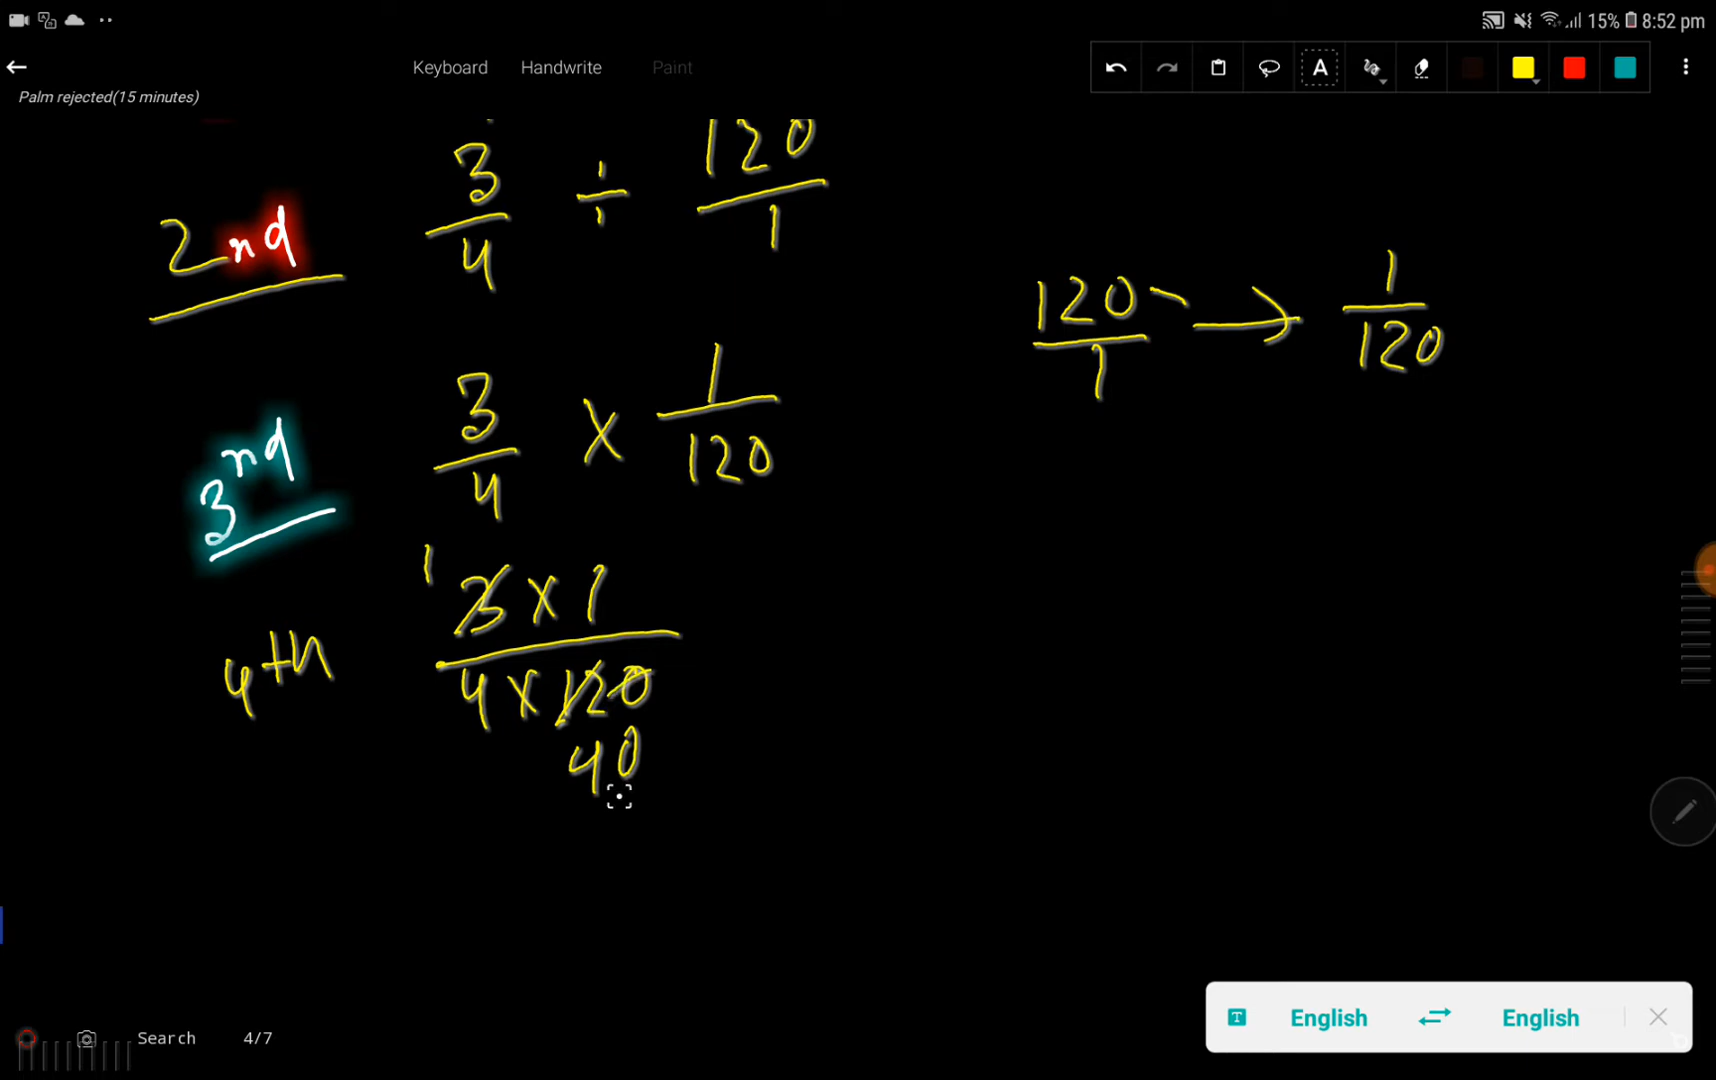 15% 8:52 pm
Keyboard Handwrite Paint
A
Palm rejected(15 minutes)
2nd
3/4 ÷ 120/1
120/1 → 1/120
3nd
3/4 x 1/120
4th
1
3 x 1
4 x 120
40
T English English
Search 4/7